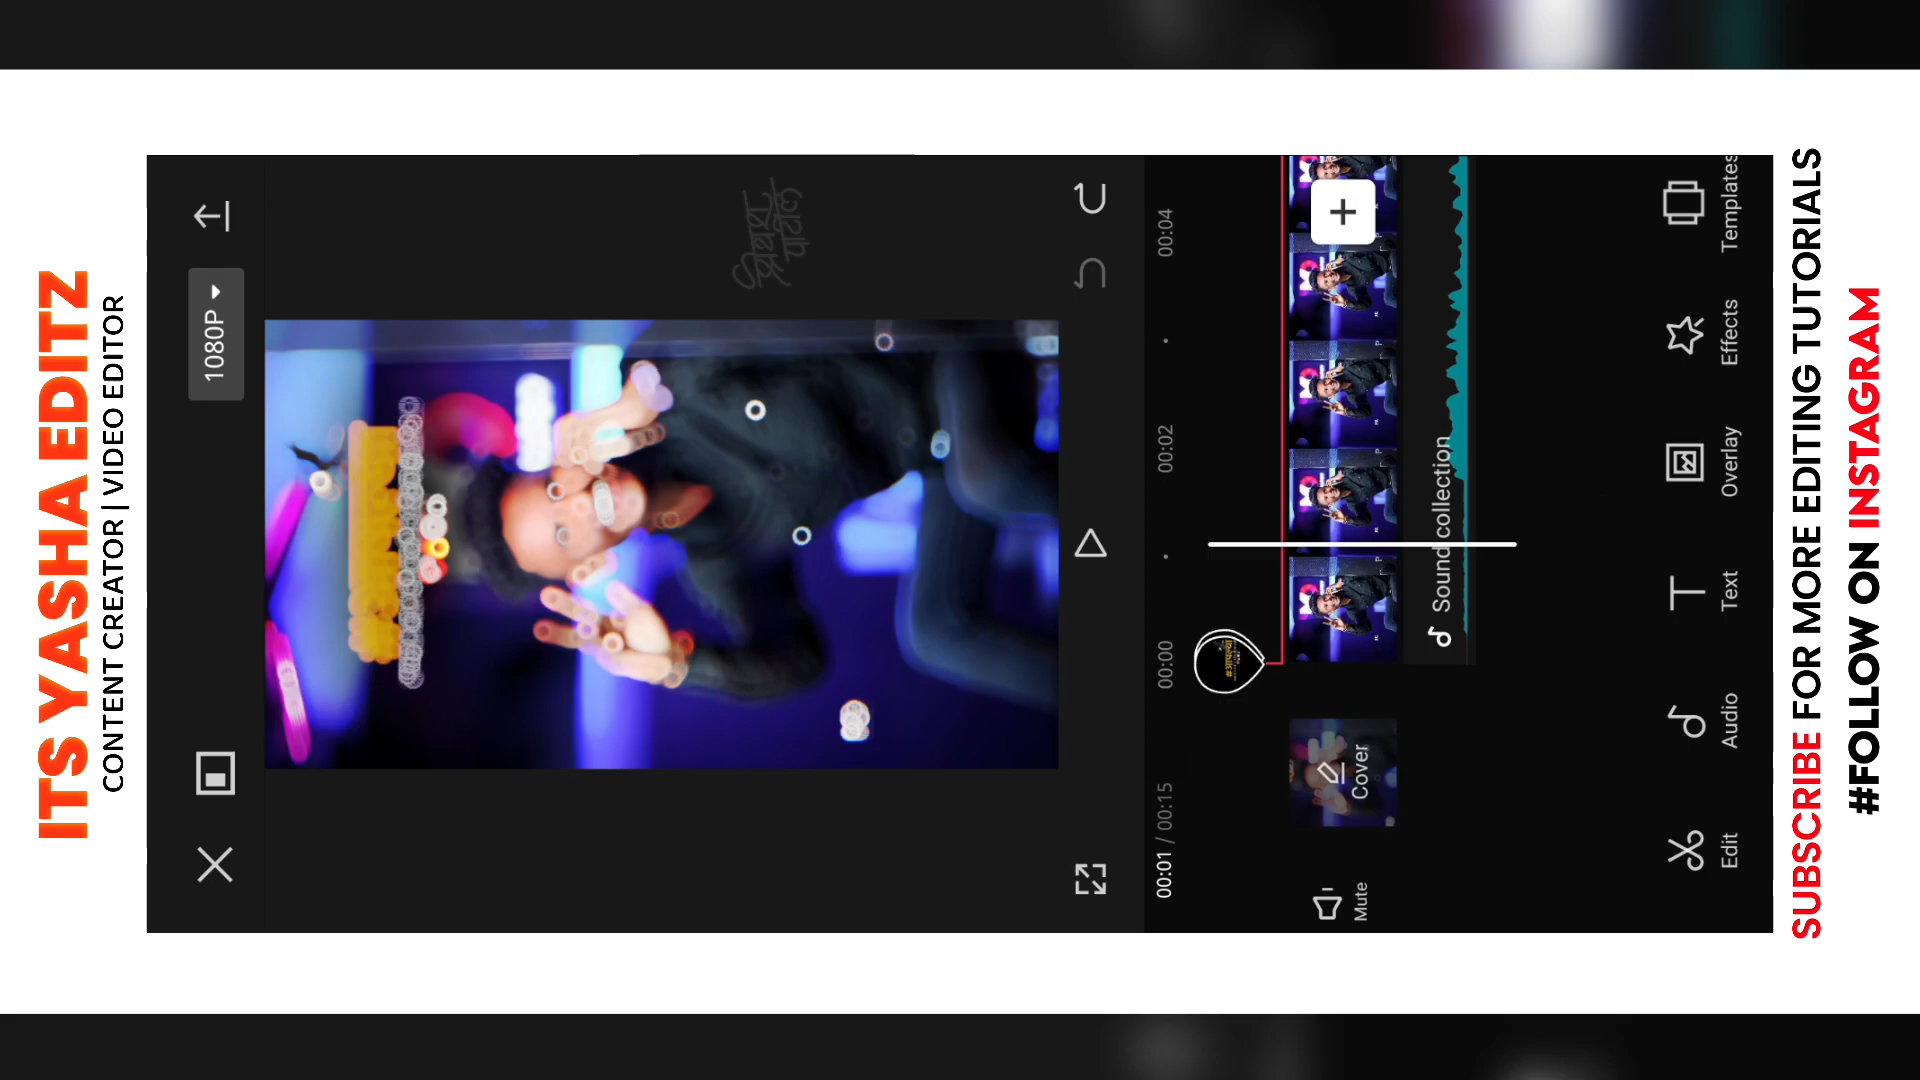 ITS YASHA EDITZ
CONTENT CREATOR | VIDEO EDITOR
1080P
00:01 / 00:15
00:00
00:02
00:04
Mute
Cover
Sound collection
Edit
Audio
Text
Overlay
Effects
Templates
SUBSCRIBE FOR MORE EDITING TUTORIALS
#FOLLOW ON INSTAGRAM